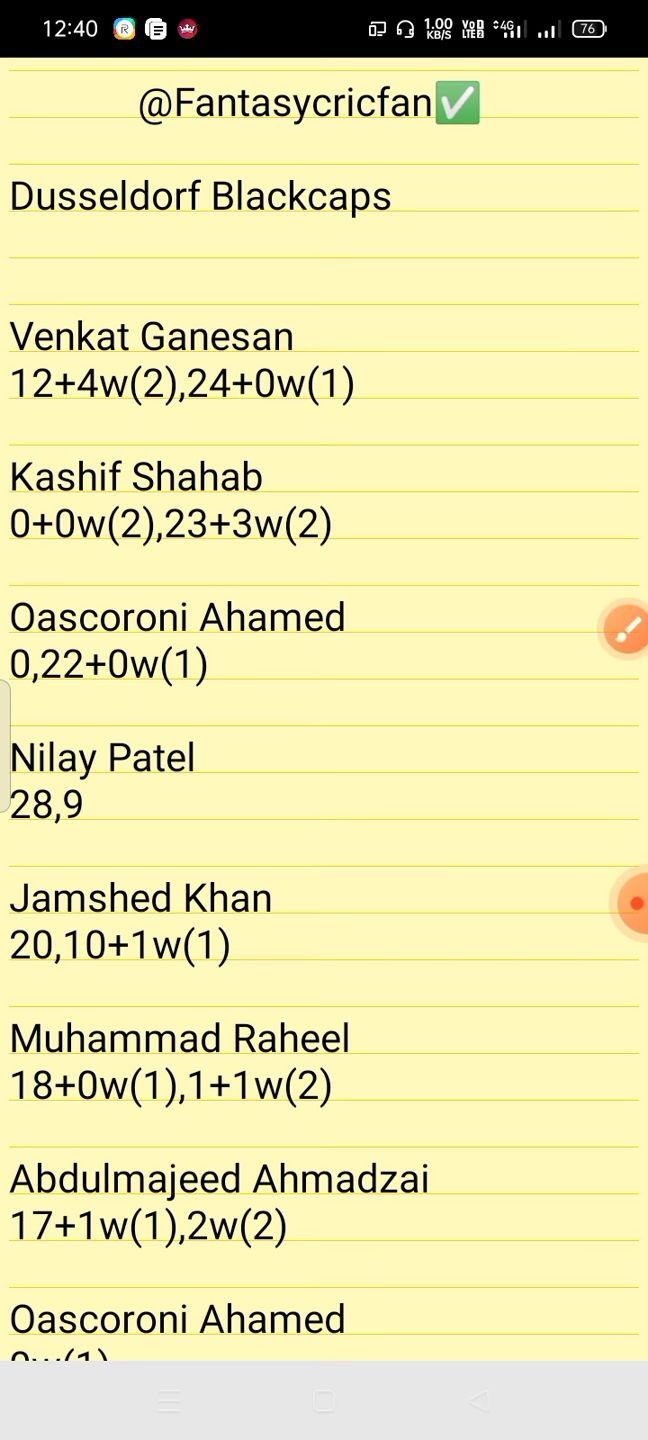 12:40
1.00
KB/S
VoD
LTE2
4G
76
@Fantasycricfan✅
Dusseldorf Blackcaps
Venkat Ganesan
12+4w(2),24+0w(1)
Kashif Shahab
0+0w(2),23+3w(2)
Oascoroni Ahamed
0,22+0w(1)
Nilay Patel
28,9
Jamshed Khan
20,10+1w(1)
Muhammad Raheel
18+0w(1),1+1w(2)
Abdulmajeed Ahmadzai
17+1w(1),2w(2)
Oascoroni Ahamed